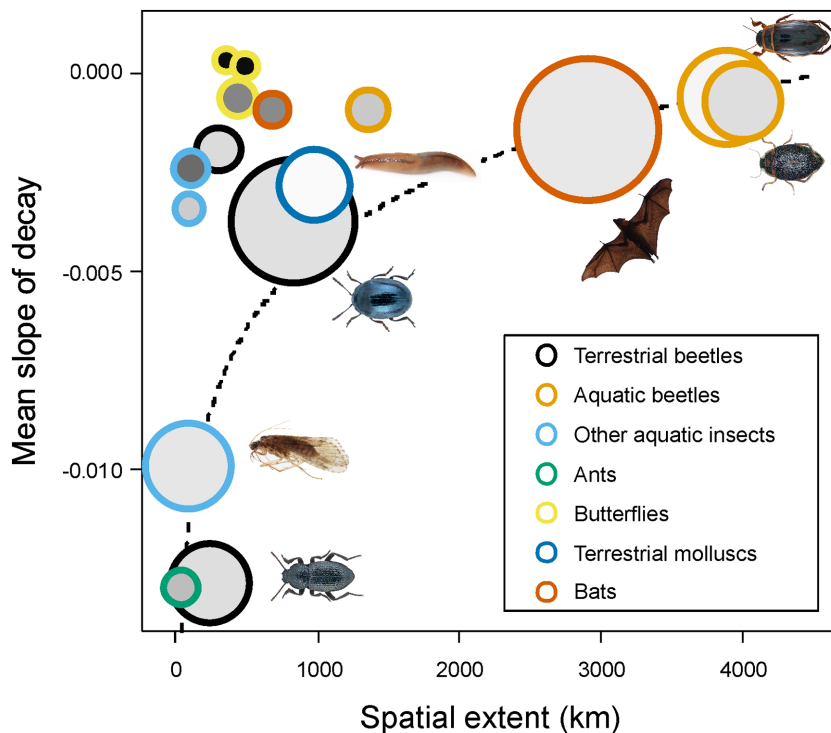 0.000
-0.005
-0.010
Mean slope of decay
Terrestrial beetles
Aquatic beetles
Other aquatic insects
Ants
Butterflies
Terrestrial molluscs
Bats
0 1000 2000 3000 4000
Spatial extent (km)